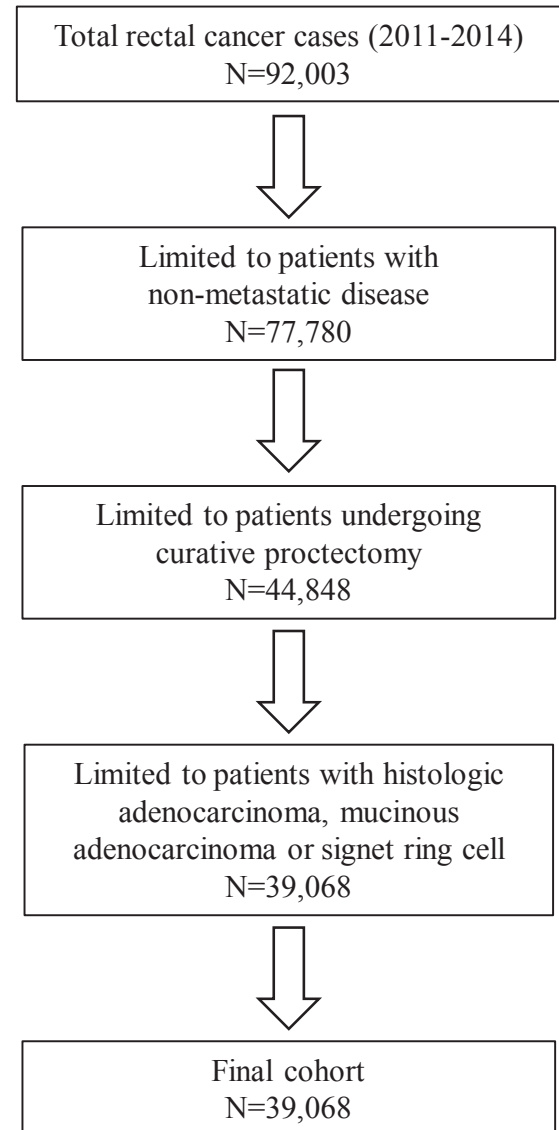 Total rectal cancer cases (2011-2014)
N=92,003
Limited to patients with
non-metastatic disease
N=77,780
Limited to patients undergoing
curative proctectomy
N=44,848
Limited to patients with histologic
adenocarcinoma, mucinous
adenocarcinoma or signet ring cell
N=39,068
Final cohort
N=39,068